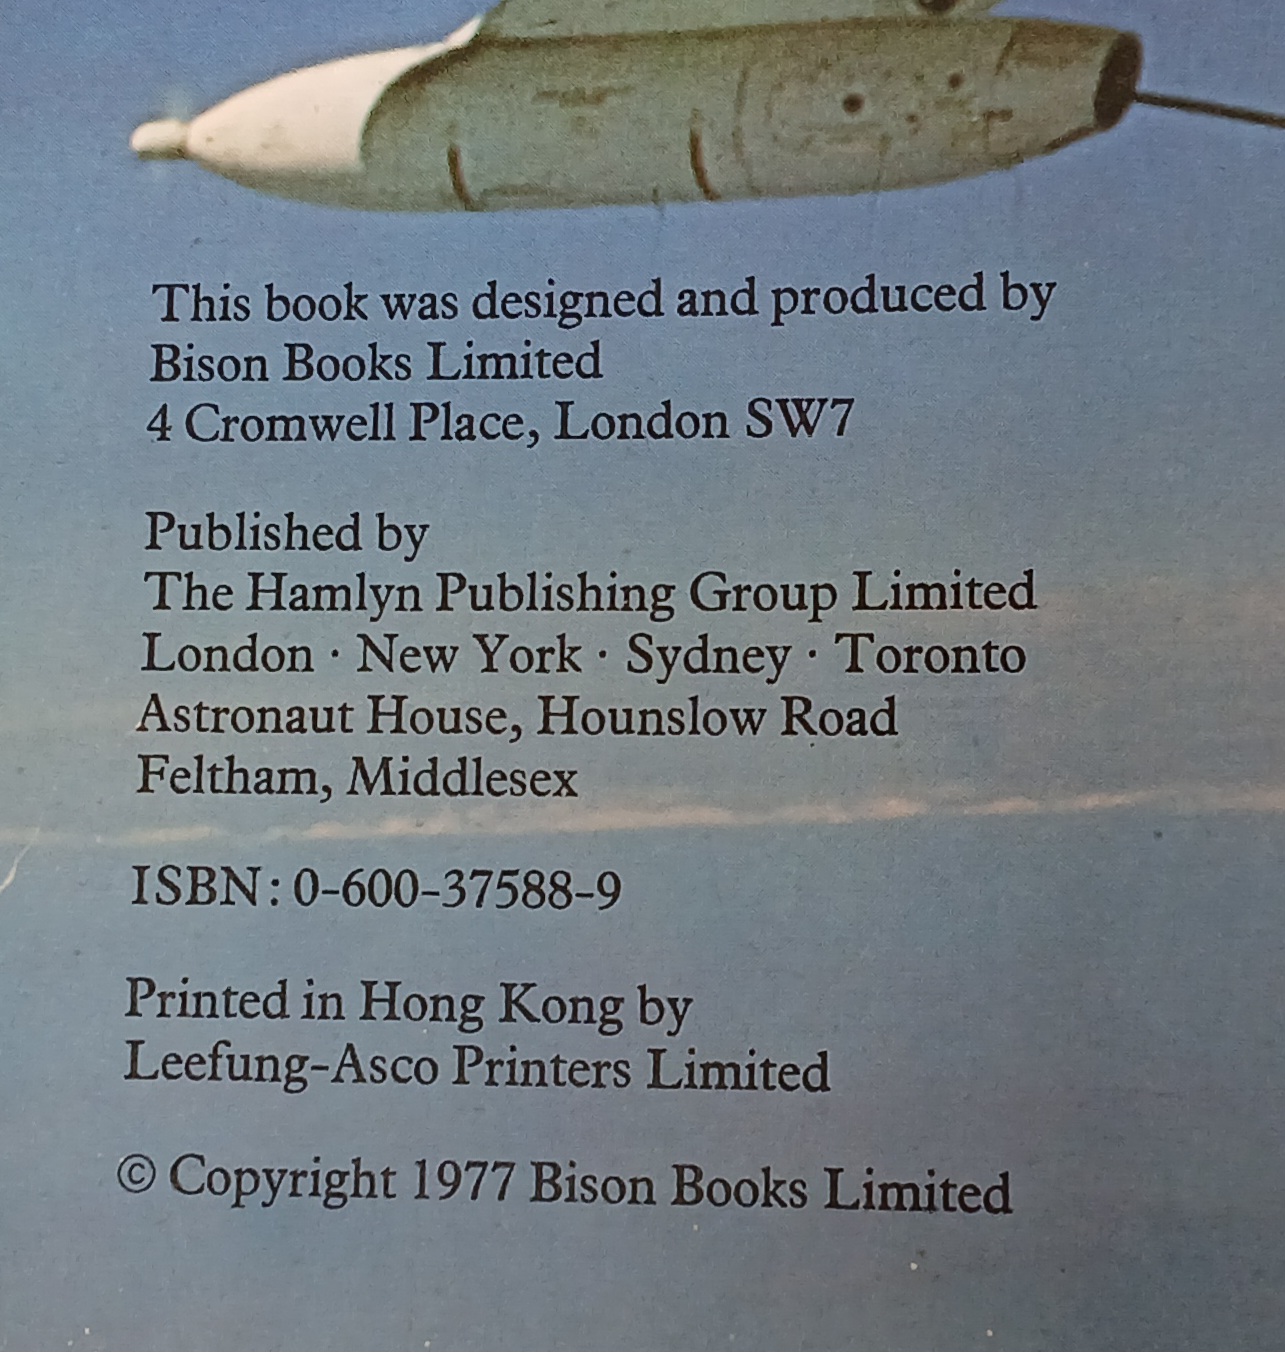 This book was designed and produced by
Bison Books Limited
4 Cromwell Place, London SW7
Published by
The Hamlyn Publishing Group Limited
London · New York · Sydney · Toronto
Astronaut House, Hounslow Road
Feltham, Middlesex
ISBN: 0-600-37588-9
Printed in Hong Kong by
Leefung-Asco Printers Limited
© Copyright 1977 Bison Books Limited